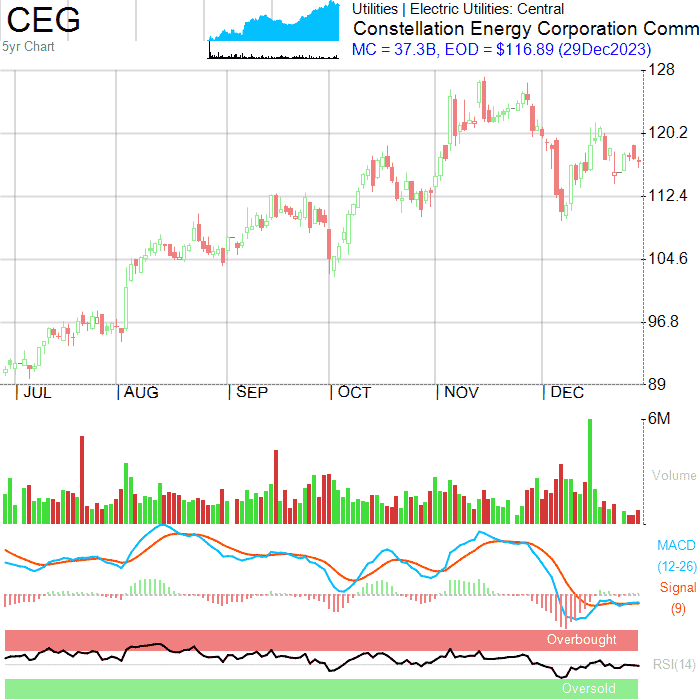 CEG
5yr Chart
Utilities | Electric Utilities: Central
Constellation Energy Corporation Comm
MC = 37.3B, EOD = $116.89 (29Dec2023)
128
120.2
112.4
104.6
96.8
89
JUL AUG SEP OCT NOV DEC
6M
Volume
MACD
(12-26)
Signal
(9)
Overbought
RSI(14)
Oversold